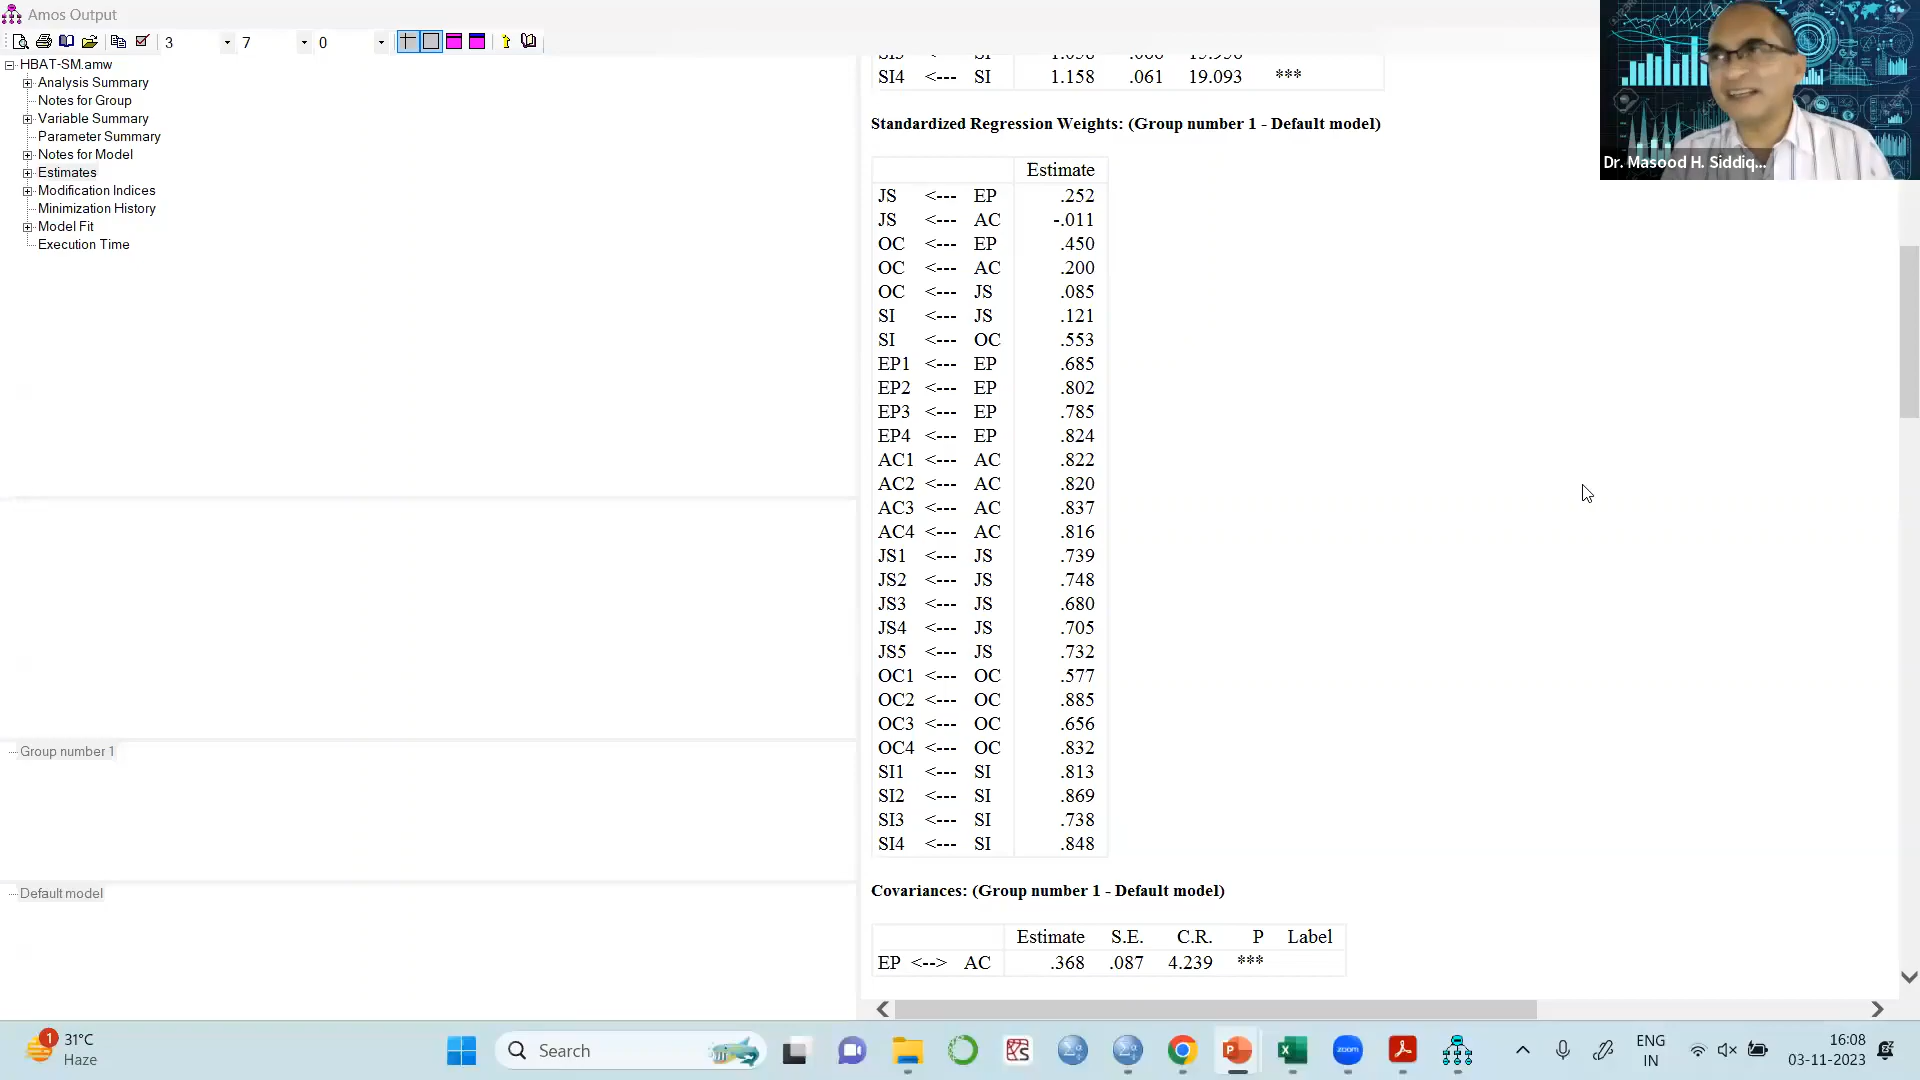 Amos Output
3 7 0
HBAT-SM.amw
Analysis Summary
Notes for Group
Variable Summary
Parameter Summary
Notes for Model
Estimates
Modification Indices
Minimization History
Model Fit
Execution Time
Group number 1
Default model
SI4 <--- SI 1.158 .061 19.093 ***
Standardized Regression Weights: (Group number 1 - Default model)
Estimate
JS <--- EP .252
JS <--- AC -.011
OC <--- EP .450
OC <--- AC .200
OC <--- JS .085
SI <--- JS .121
SI <--- OC .553
EP1 <--- EP .685
EP2 <--- EP .802
EP3 <--- EP .785
EP4 <--- EP .824
AC1 <--- AC .822
AC2 <--- AC .820
AC3 <--- AC .837
AC4 <--- AC .816
JS1 <--- JS .739
JS2 <--- JS .748
JS3 <--- JS .680
JS4 <--- JS .705
JS5 <--- JS .732
OC1 <--- OC .577
OC2 <--- OC .885
OC3 <--- OC .656
OC4 <--- OC .832
SI1 <--- SI .813
SI2 <--- SI .869
SI3 <--- SI .738
SI4 <--- SI .848
Covariances: (Group number 1 - Default model)
Estimate S.E. C.R. P Label
EP <--> AC .368 .087 4.239 ***
Dr. Masood H. Siddiq...
1
31°C
Haze
Search
zoom
ENG
IN
16:08
03-11-2023